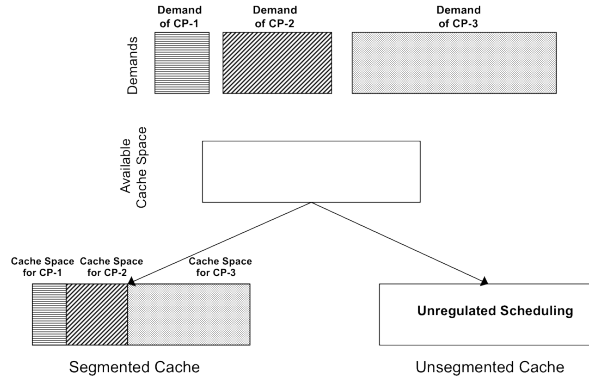 Demand
of CP-1
Demand
of CP-2
Demand
of CP-3
Demands
Available
Cache Space
Cache Space
for CP-1
Cache Space
for CP-2
Cache Space
for CP-3
Unregulated Scheduling
Segmented Cache
Unsegmented Cache